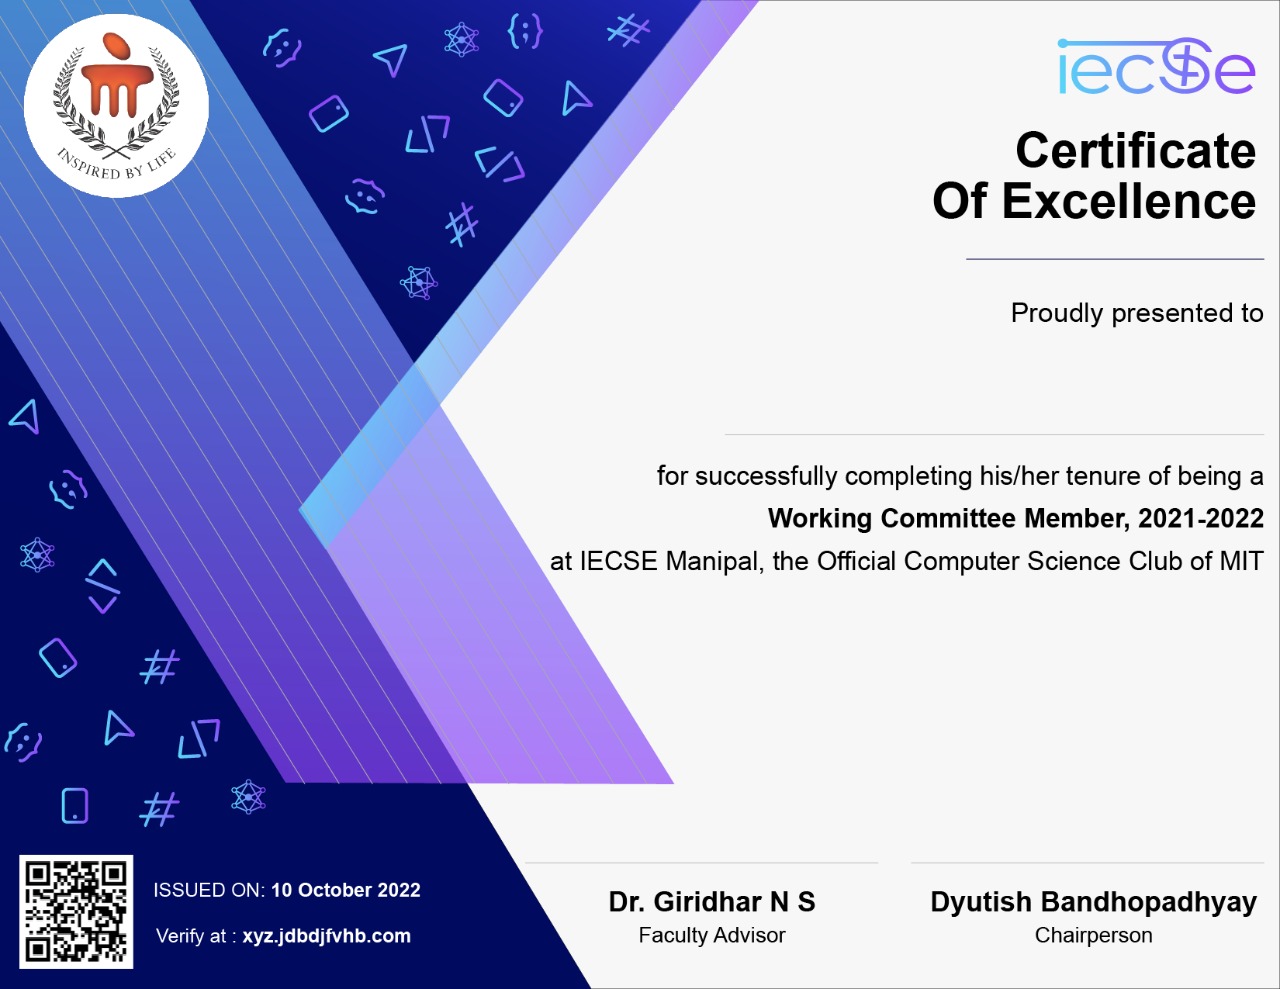 INSPIRED BY LIFE
iecse
Certificate
Of Excellence
Proudly presented to
for successfully completing his/her tenure of being a
Working Committee Member, 2021-2022
at IECSE Manipal, the Official Computer Science Club of MIT
ISSUED ON: 10 October 2022
Verify at : xyz.jdbdjfvhb.com
Dr. Giridhar N S
Faculty Advisor
Dyutish Bandhopadhyay
Chairperson